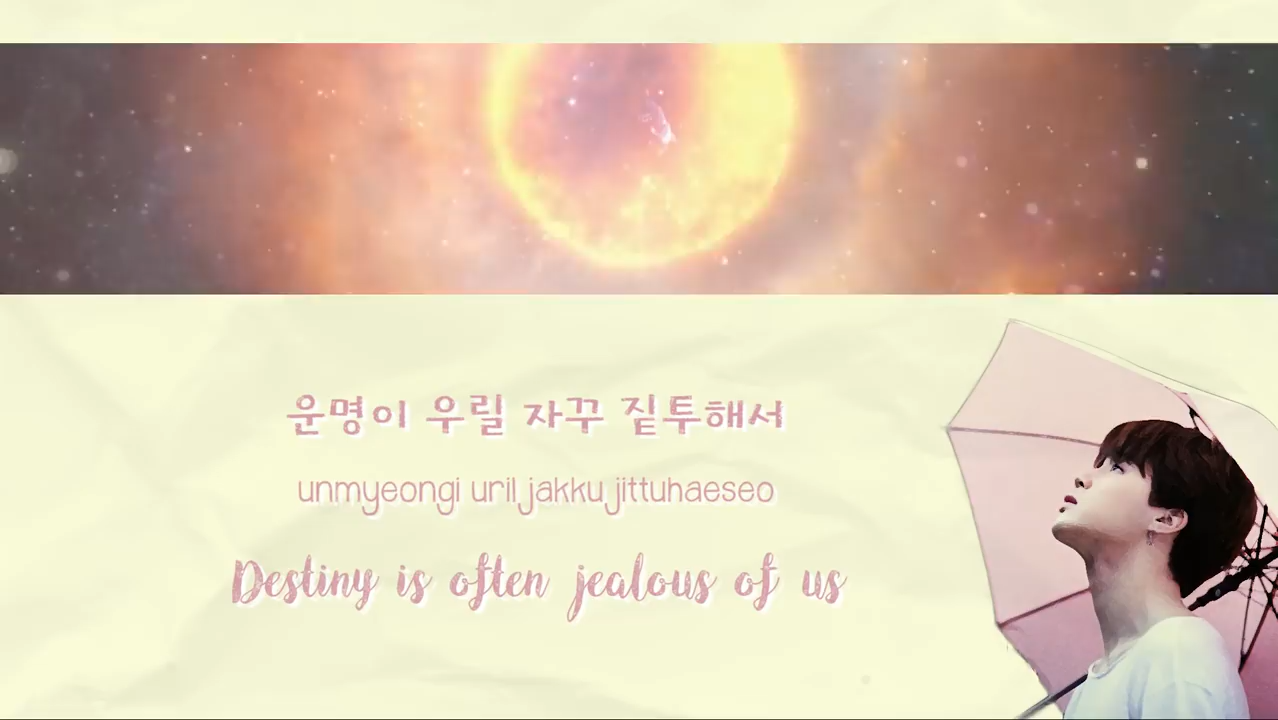 운명이 우릴 자꾸 짙투해서
unmyeongi uril jakku jittuhaeseo
Destiny is often jealous of us